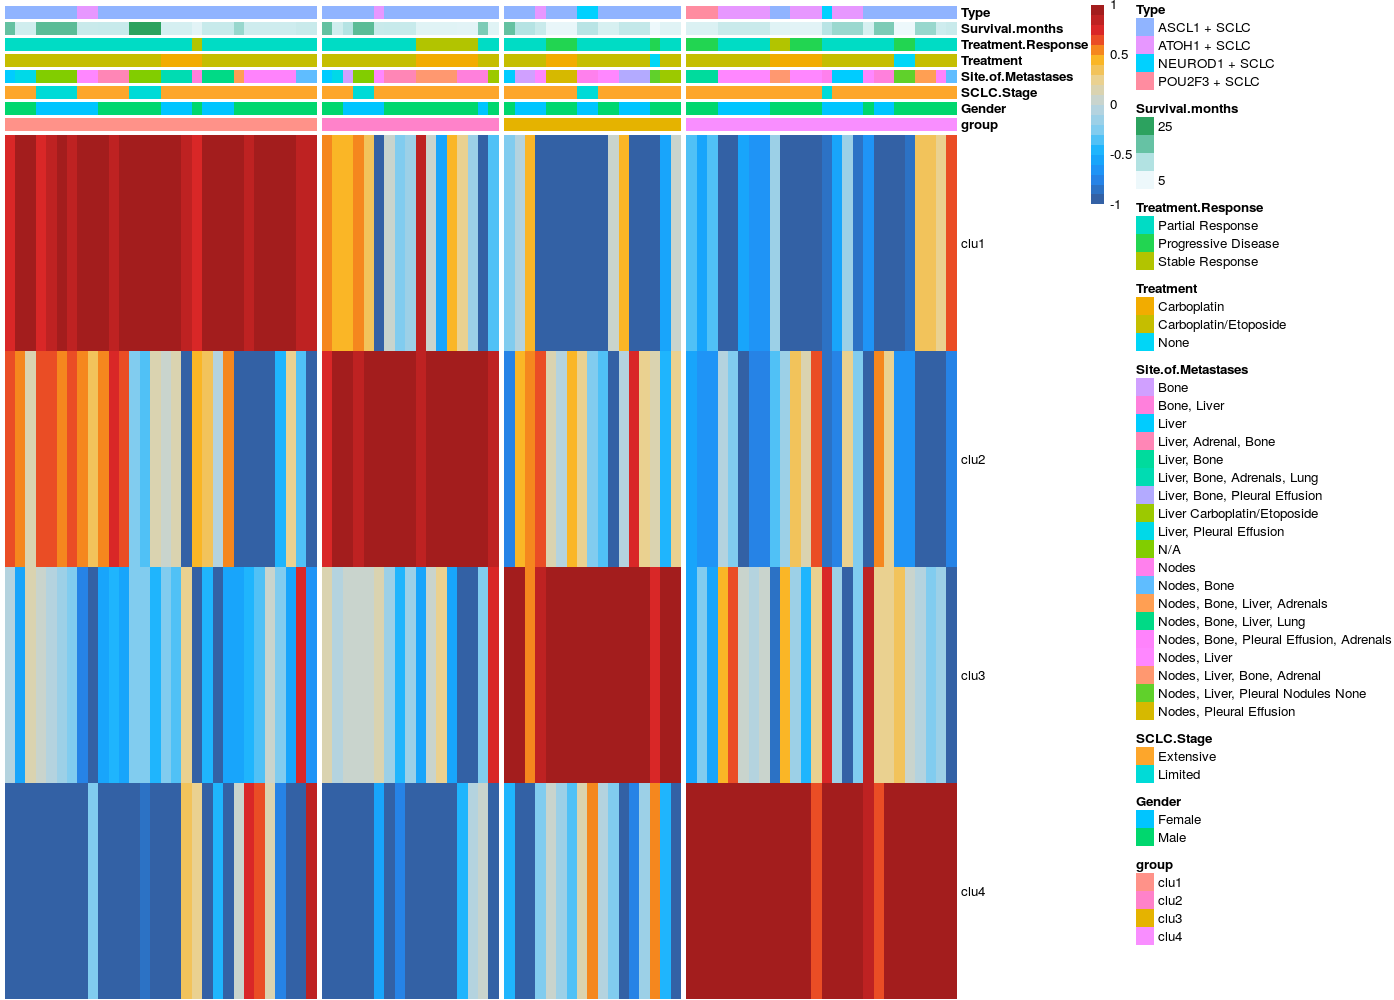 Type
Survival.months
Treatment.Response
Treatment
Site.of.Metastases
SCLC.Stage
Gender
group
clu1
clu2
clu3
clu4
1
0.5
0
-0.5
-1
Type
ASCL1 + SCLC
ATOH1 + SCLC
NEUROD1 + SCLC
POU2F3 + SCLC
Survival.months
25
5
Treatment.Response
Partial Response
Progressive Disease
Stable Response
Treatment
Carboplatin
Carboplatin/Etoposide
None
Site.of.Metastases
Bone
Bone, Liver
Liver
Liver, Adrenal, Bone
Liver, Bone
Liver, Bone, Adrenals, Lung
Liver, Bone, Pleural Effusion
Liver Carboplatin/Etoposide
Liver, Pleural Effusion
N/A
Nodes
Nodes, Bone
Nodes, Bone, Liver, Adrenals
Nodes, Bone, Liver, Lung
Nodes, Bone, Pleural Effusion, Adrenals
Nodes, Liver
Nodes, Liver, Bone, Adrenal
Nodes, Liver, Pleural Nodules None
Nodes, Pleural Effusion
SCLC.Stage
Extensive
Limited
Gender
Female
Male
group
clu1
clu2
clu3
clu4